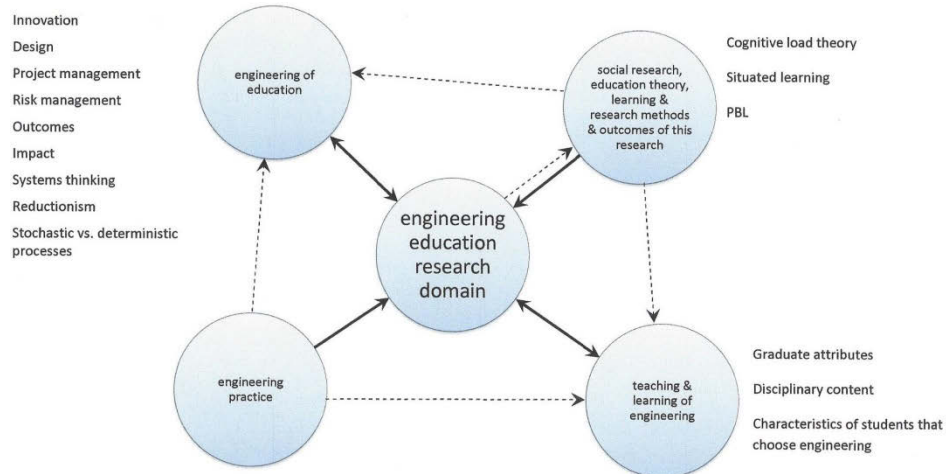 Innovation
Design
Project management
Risk management
Outcomes
Impact
Systems thinking
Reductionism
Stochastic vs. deterministic
processes
engineering of
education
social research,
education theory,
learning &
research methods
& outcomes of this
research
Cognitive load theory
Situated learning
PBL
engineering
education
research
domain
engineering
practice
teaching &
learning of
engineering
Graduate attributes
Disciplinary content
Characteristics of students that
choose engineering